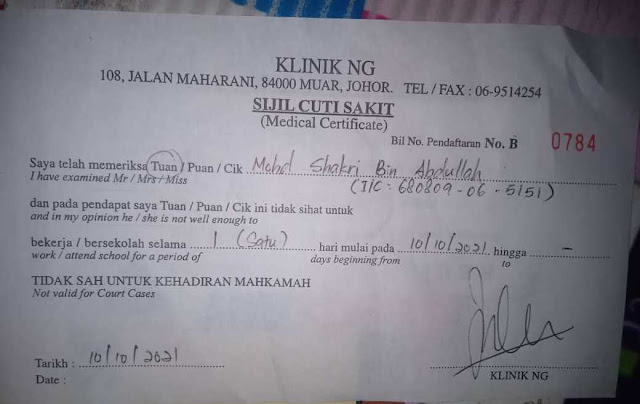 KLINIK NG
108, JALAN MAHARANI, 84000 MUAR, JOHOR. TEL / FAX : 06-9514254
SIJIL CUTI SAKIT
(Medical Certificate)
Bil No. Pendaftaran No. B 0784
Saya telah memeriksa Tuan / Puan / Cik Mohd Shakri Bin Abdullah
I have examined Mr / Mrs / Miss (I/C: 680809-06-5151)
dan pada pendapat saya Tuan / Puan / Cik ini tidak sihat untuk
and in my opinion he / she is not well enough to
bekerja / bersekolah selama 1 (Satu) hari mulai pada 10/10/2021 hingga -
work / attend school for a period of days beginning from to
TIDAK SAH UNTUK KEHADIRAN MAHKAMAH
Not valid for Court Cases
Tarikh : 10/10/2021
Date :
KLINIK NG